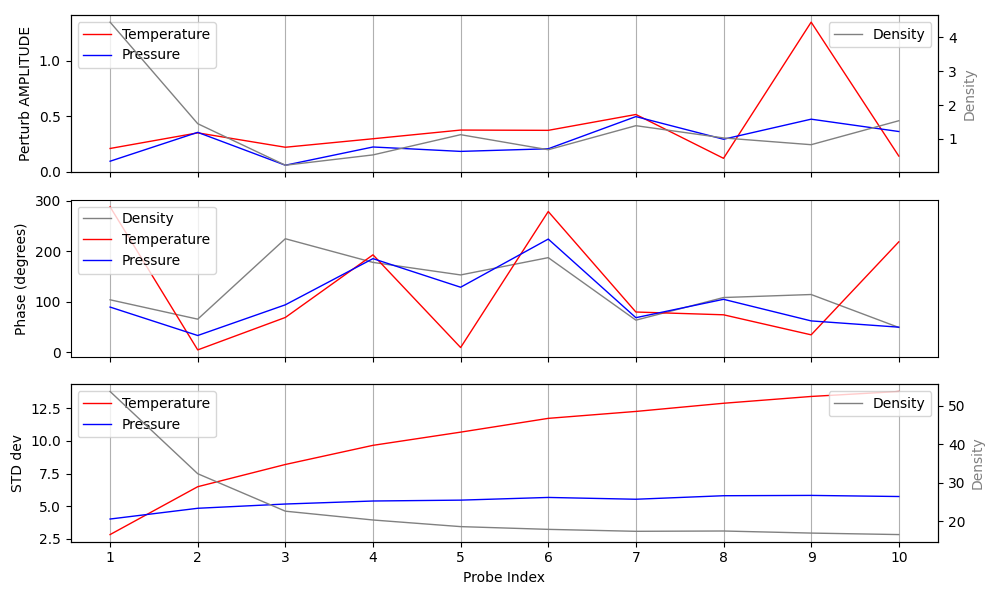 Perturb AMPLITUDE
1.0
0.5
0.0
Temperature
Pressure
Density
4
3
2
1
Density
Phase (degrees)
300
200
100
0
Density
Temperature
Pressure
STD dev
12.5
10.0
7.5
5.0
2.5
Temperature
Pressure
Density
50
40
30
20
Density
1 2 3 4 5 6 7 8 9 10
Probe Index